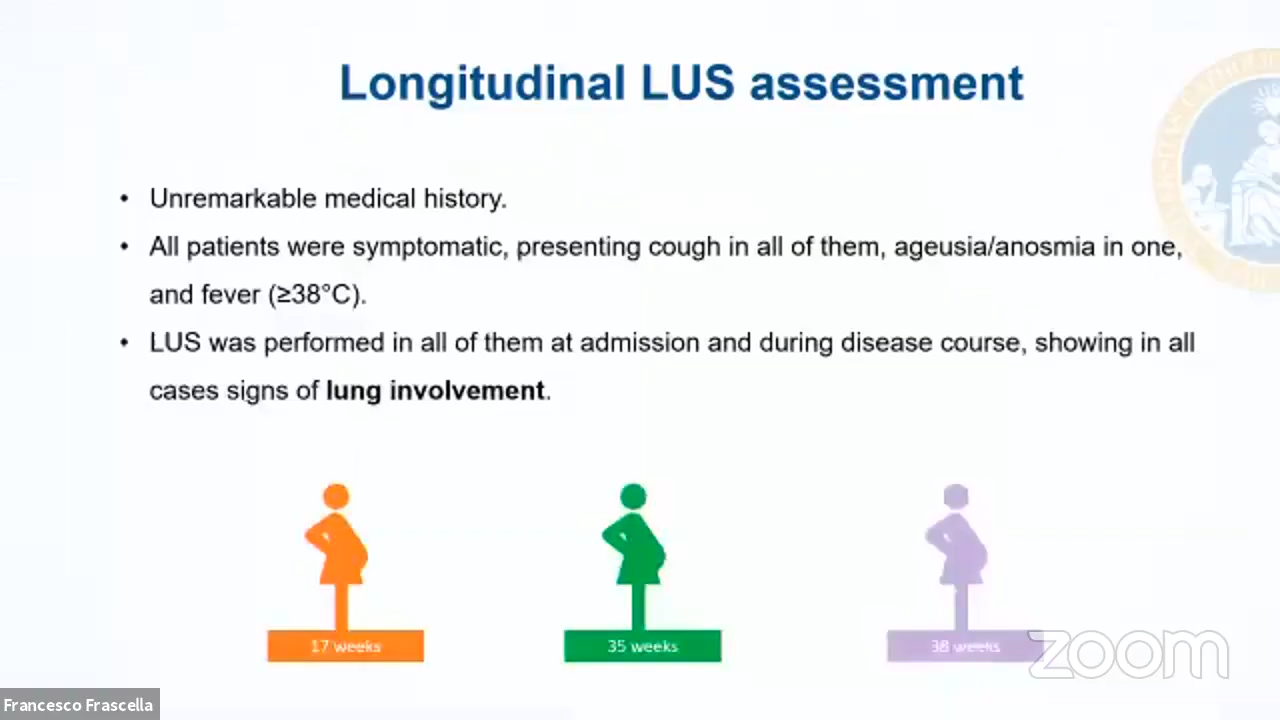 Longitudinal LUS assessment
• Unremarkable medical history.
• All patients were symptomatic, presenting cough in all of them, ageusia/anosmia in one,
and fever (≥38°C).
• LUS was performed in all of them at admission and during disease course, showing in all
cases signs of lung involvement.
17 weeks
35 weeks
38 weeks
zoom
Francesco Frascella